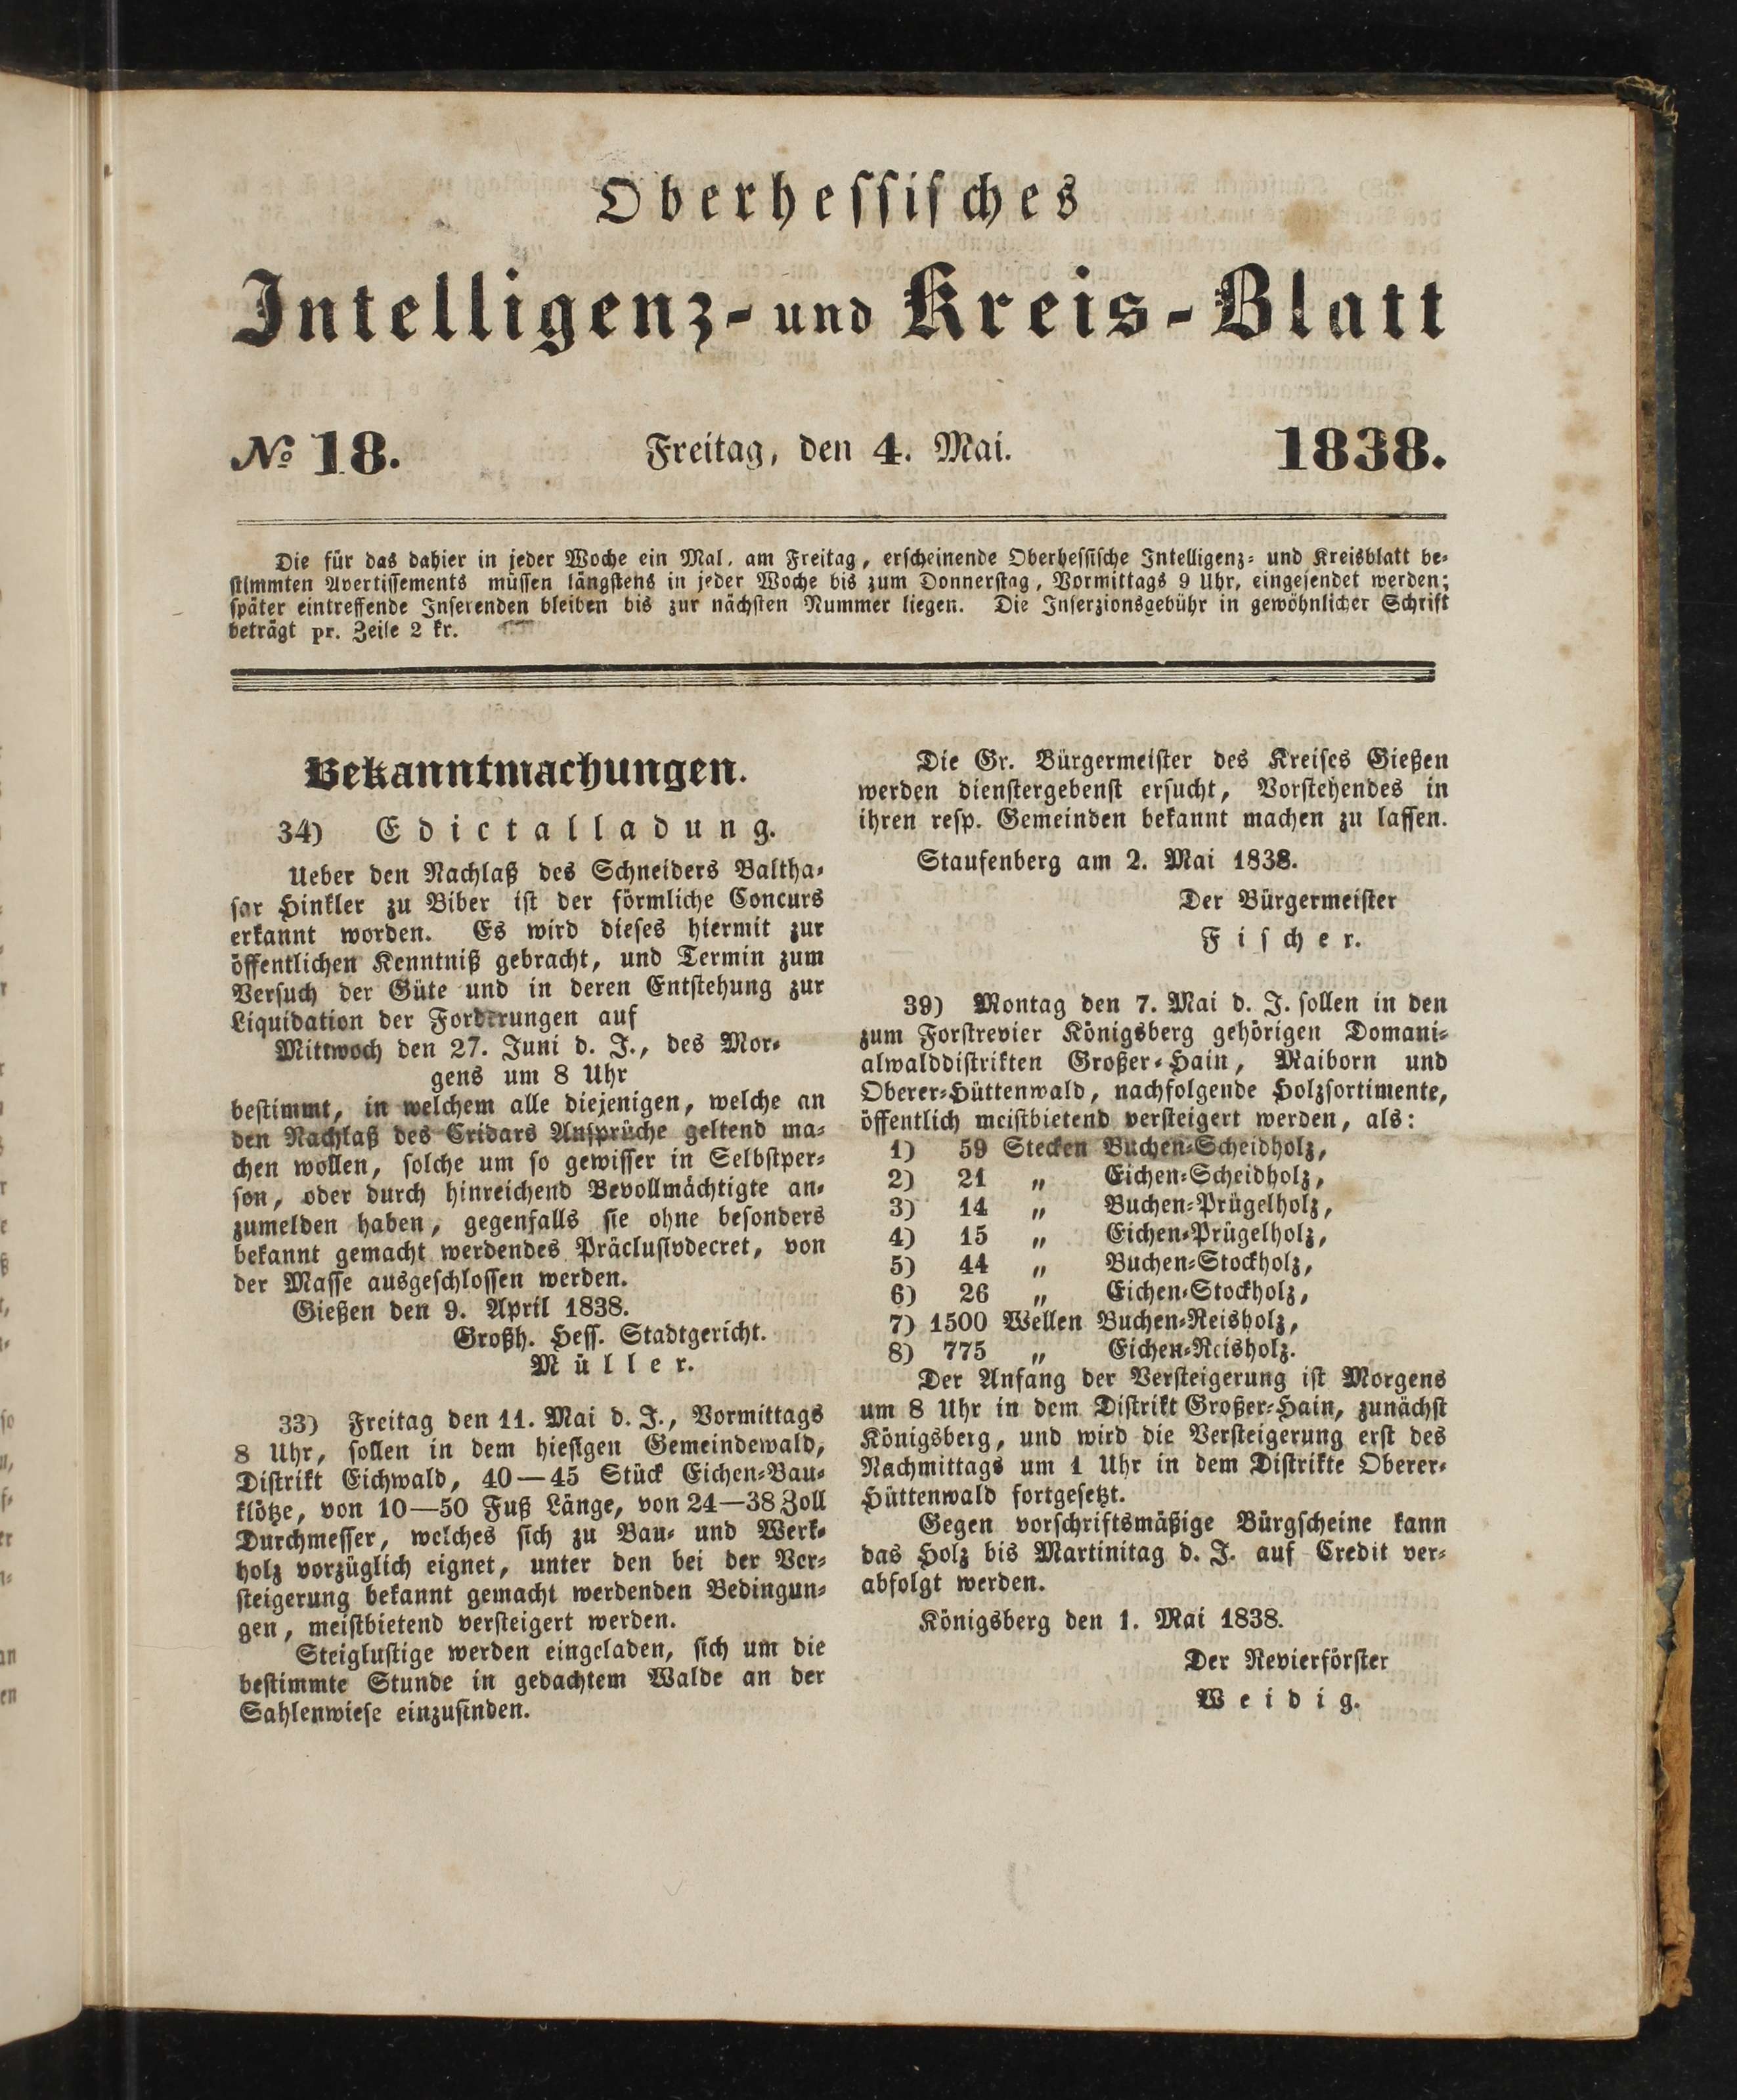 Oberhessisches
Intelligenz- und Kreis-Blatt
No 18.
Freitag, den 4. Mai.
1838.
Die für das dahier in jeder Woche ein Mal, am Freitag, erscheinende Oberhessische Intelligenz- und Kreisblatt be-
stimmten Avertissements müssen längstens in jeder Woche bis zum Donnerstag, Vormittags 9 Uhr, eingesendet werden;
später eintreffende Inserenden bleiben bis zur nächsten Nummer liegen. Die Inserzionsgebühr in gewöhnlicher Schrift
beträgt pr. Zeile 2 kr.
Bekanntmachungen.
34) Edictalladung.
Ueber den Nachlaß des Schneiders Baltha-
sar Hinkler zu Biber ist der förmliche Concurs
erkannt worden. Es wird dieses hiermit zur
öffentlichen Kenntniß gebracht, und Termin zum
Versuch der Güte und in deren Entstehung zur
Liquidation der Forderungen auf
Mittwoch den 27. Juni d. J., des Mor-
gens um 8 Uhr
bestimmt, in welchem alle diejenigen, welche an
den Nachlaß des Cridars Ansprüche geltend ma-
chen wollen, solche um so gewisser in Selbstper-
son, oder durch hinreichend Bevollmächtigte an-
zumelden haben, gegenfalls sie ohne besonders
bekannt gemacht werdendes Präclusivdecret, von
der Masse ausgeschlossen werden.
Gießen den 9. April 1838.
Großh. Hess. Stadtgericht.
Müller.
33) Freitag den 11. Mai d. J., Vormittags
8 Uhr, sollen in dem hiesigen Gemeindewald,
Distrikt Eichwald, 40—45 Stück Eichen-Bau-
klötze, von 10—50 Fuß Länge, von 24—38 Zoll
Durchmesser, welches sich zu Bau- und Werk-
holz vorzüglich eignet, unter den bei der Ver-
steigerung bekannt gemacht werdenden Bedingun-
gen, meistbietend versteigert werden.
Steiglustige werden eingeladen, sich um die
bestimmte Stunde in gedachtem Walde an der
Sahlenwiese einzufinden.
Die Gr. Bürgermeister des Kreises Gießen
werden dienstergebenst ersucht, Vorstehendes in
ihren resp. Gemeinden bekannt machen zu lassen.
Staufenberg am 2. Mai 1838.
Der Bürgermeister
Fischer.
39) Montag den 7. Mai d. J. sollen in den
zum Forstrevier Königsberg gehörigen Domani-
alwalddistrikten Großer-Hain, Maiborn und
Oberer-Hüttenwald, nachfolgende Holzsortimente,
öffentlich meistbietend versteigert werden, als:
1) 59 Stecken Buchen-Scheidholz,
2) 21 „ Eichen-Scheidholz,
3) 14 „ Buchen-Prügelholz,
4) 15 „ Eichen-Prügelholz,
5) 44 „ Buchen-Stockholz,
6) 26 „ Eichen-Stockholz,
7) 1500 Wellen Buchen-Reisholz,
8) 775 „ Eichen-Reisholz.
Der Anfang der Versteigerung ist Morgens
um 8 Uhr in dem Distrikt Großer-Hain, zunächst
Königsberg, und wird die Versteigerung erst des
Nachmittags um 1 Uhr in dem Distrikte Oberer-
Hüttenwald fortgesetzt.
Gegen vorschriftsmäßige Bürgscheine kann
das Holz bis Martinitag d. J. auf Credit ver-
abfolgt werden.
Königsberg den 1. Mai 1838.
Der Revierförster
Weidig.